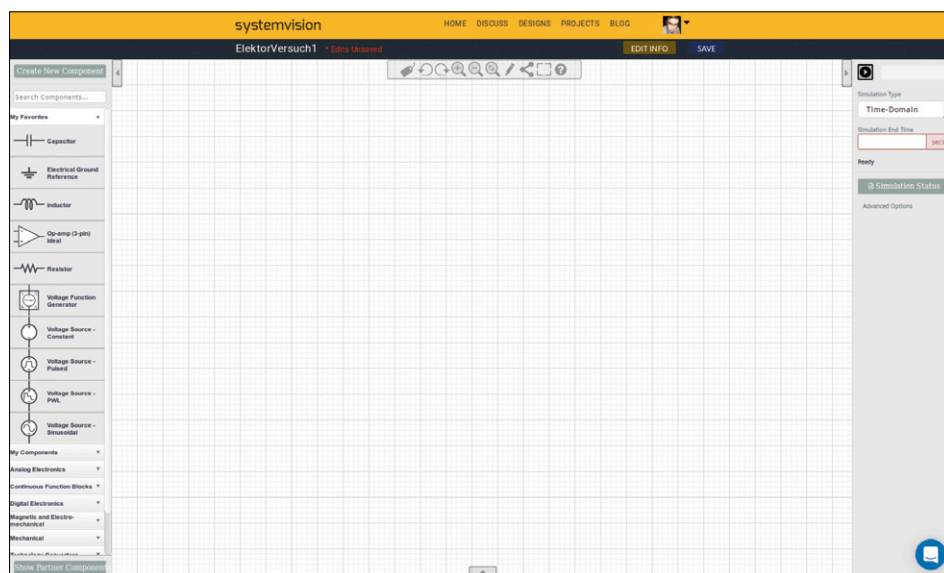 systemvision
HOME DISCUSS DESIGNS PROJECTS BLOG
ElektorVersuch1 * Edits Unsaved
EDIT INFO
SAVE
Create New Component
Search Components...
My Favorites
Capacitor
Electrical Ground
Reference
Inductor
Op-amp (3-pin)
Ideal
Resistor
Voltage Function
Generator
Voltage Source -
Constant
Voltage Source -
Pulsed
Voltage Source -
PWL
Voltage Source -
Sinusoidal
My Components
Analog Electronics
Continuous Function Blocks
Digital Electronics
Magnetic and Electro-
mechanical
Mechanical
Show Partner Component
Simulation Type
Time-Domain
Simulation End Time
sec
Ready
Simulation Status
Advanced Options